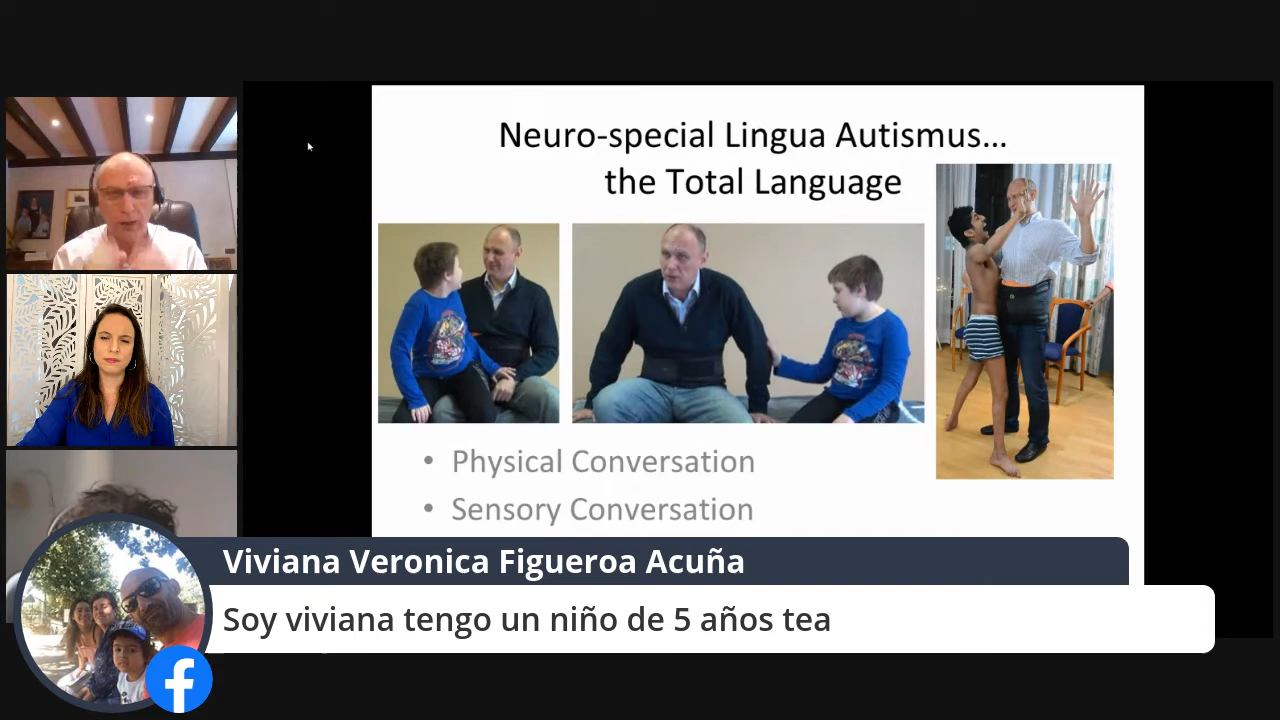 Neuro-special Lingua Autismus...
the Total Language
• Physical Conversation
• Sensory Conversation
Viviana Veronica Figueroa Acuña
Soy viviana tengo un niño de 5 años tea